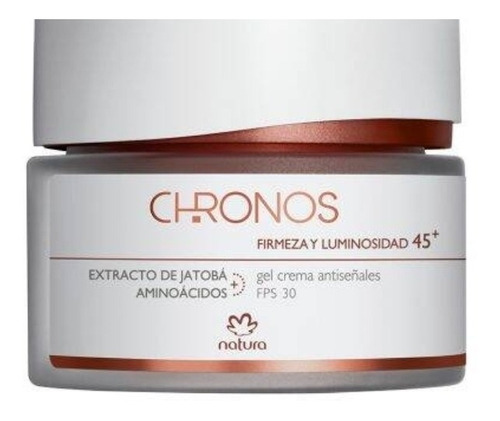 CHRONOS
FIRMEZA Y LUMINOSIDAD 45+
EXTRACTO DE JATOBÁ
AMINOÁCIDOS +
gel crema antiseñales
FPS 30
natura